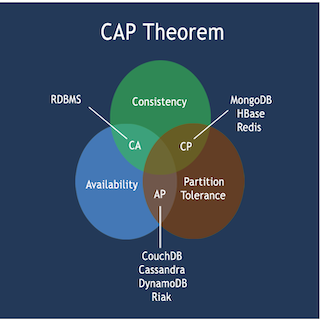 CAP Theorem
RDBMS
Consistency
MongoDB
HBase
Redis
CA
CP
Availability
AP
Partition
Tolerance
CouchDB
Cassandra
DynamoDB
Riak